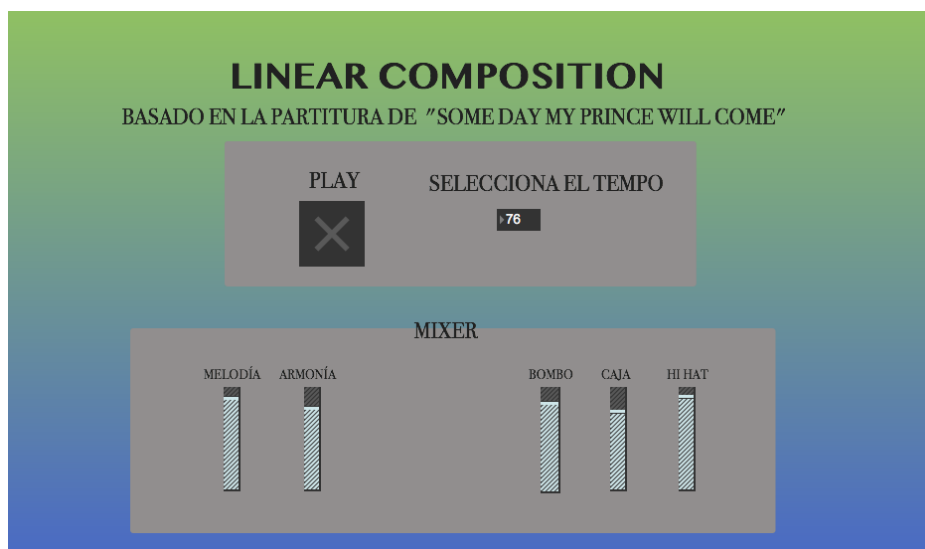 LINEAR COMPOSITION
BASADO EN LA PARTITURA DE "SOME DAY MY PRINCE WILL COME"
PLAY SELECCIONA EL TEMPO
76
MIXER
MELODÍA ARMONÍA BOMBO CAJA HI HAT